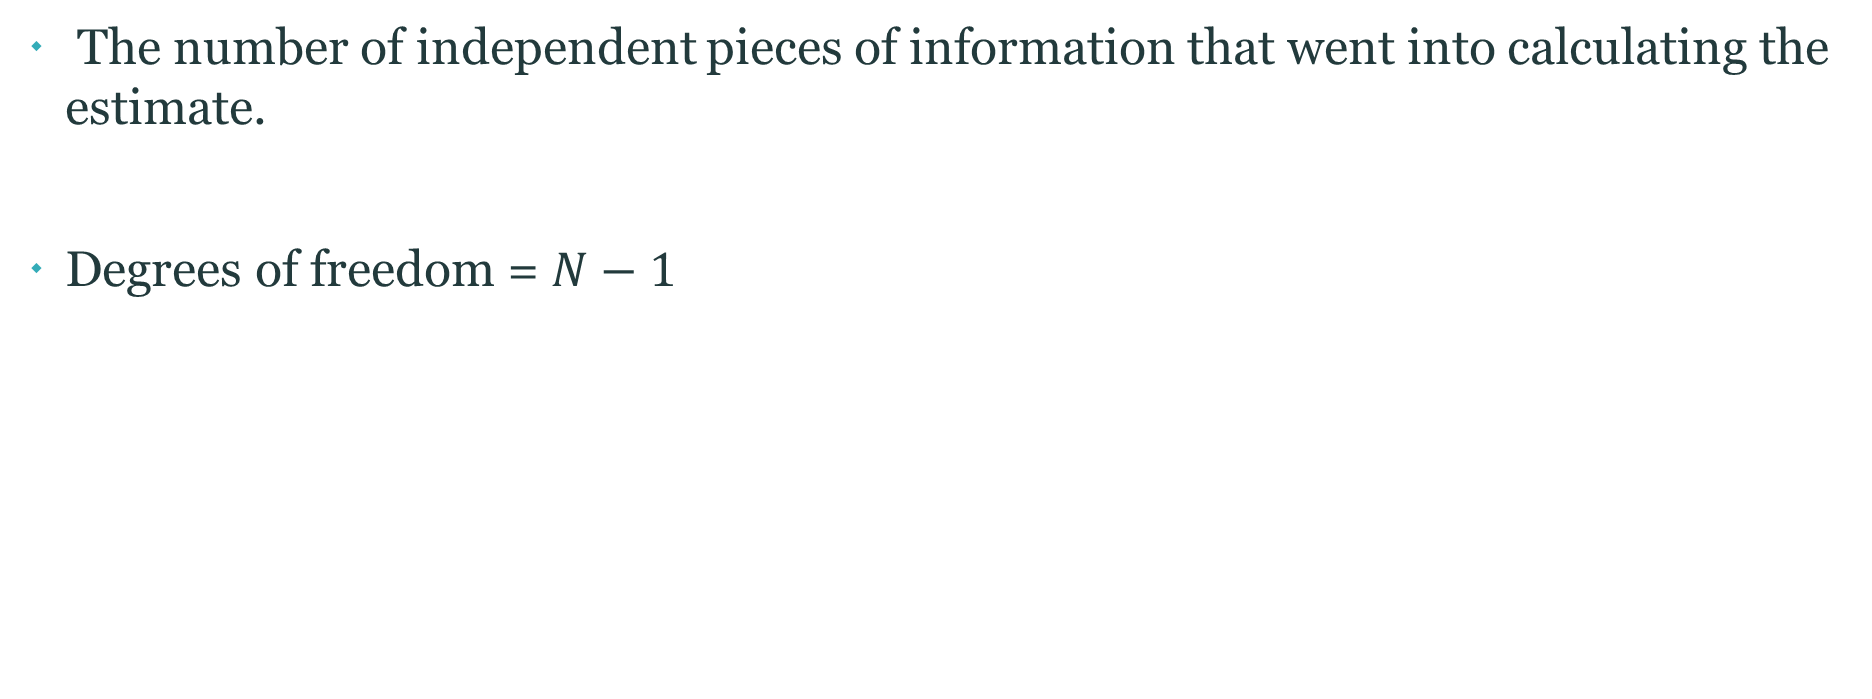 The number of independent pieces of information that went into calculating the
estimate.
Degrees of freedom = N − 1